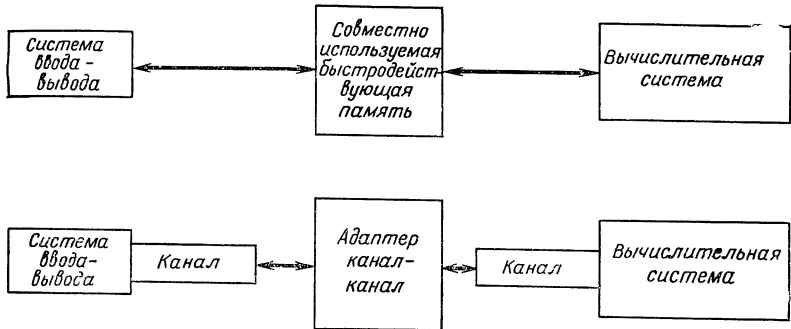 Система
ввода-
вывода
Совместно
используемая
быстродейст
вующая
память
Вычислительная
система
Система
ввода-
вывода
Канал
Адаптер
канал-
канал
Канал
Вычислительная
система